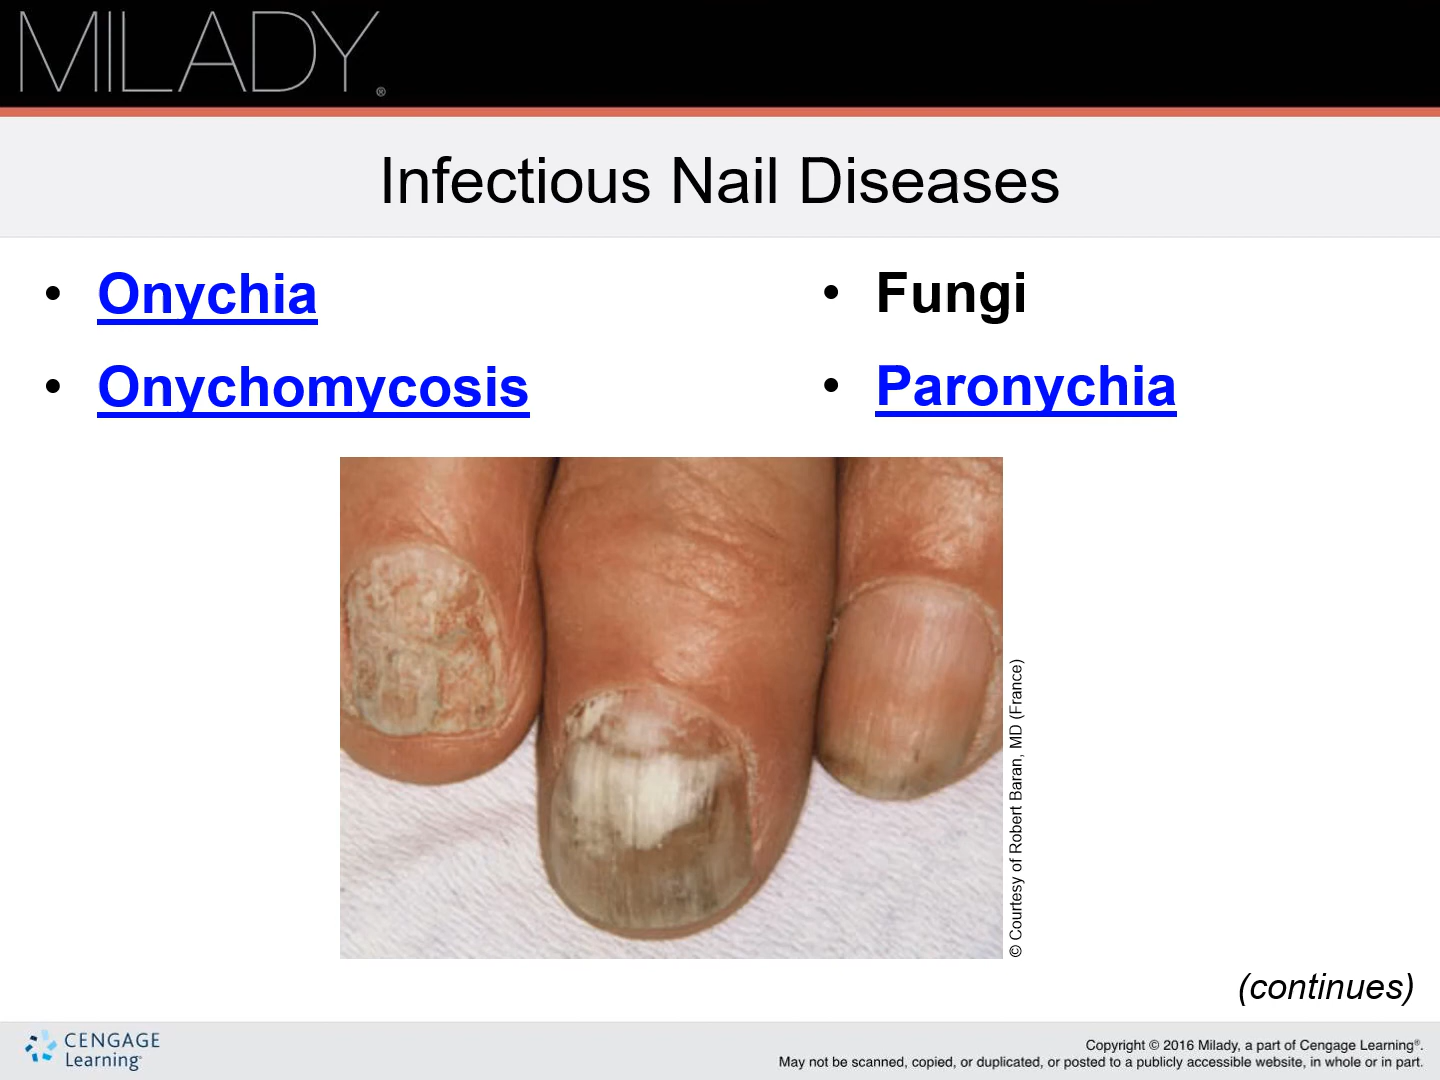 MILADY®
Infectious Nail Diseases
• Onychia
• Onychomycosis
• Fungi
• Paronychia
© Courtesy of Robert Baran, MD (France)
(continues)
CENGAGE
Learning™
Copyright © 2016 Milady, a part of Cengage Learning®.
May not be scanned, copied, or duplicated, or posted to a publicly accessible website, in whole or in part.